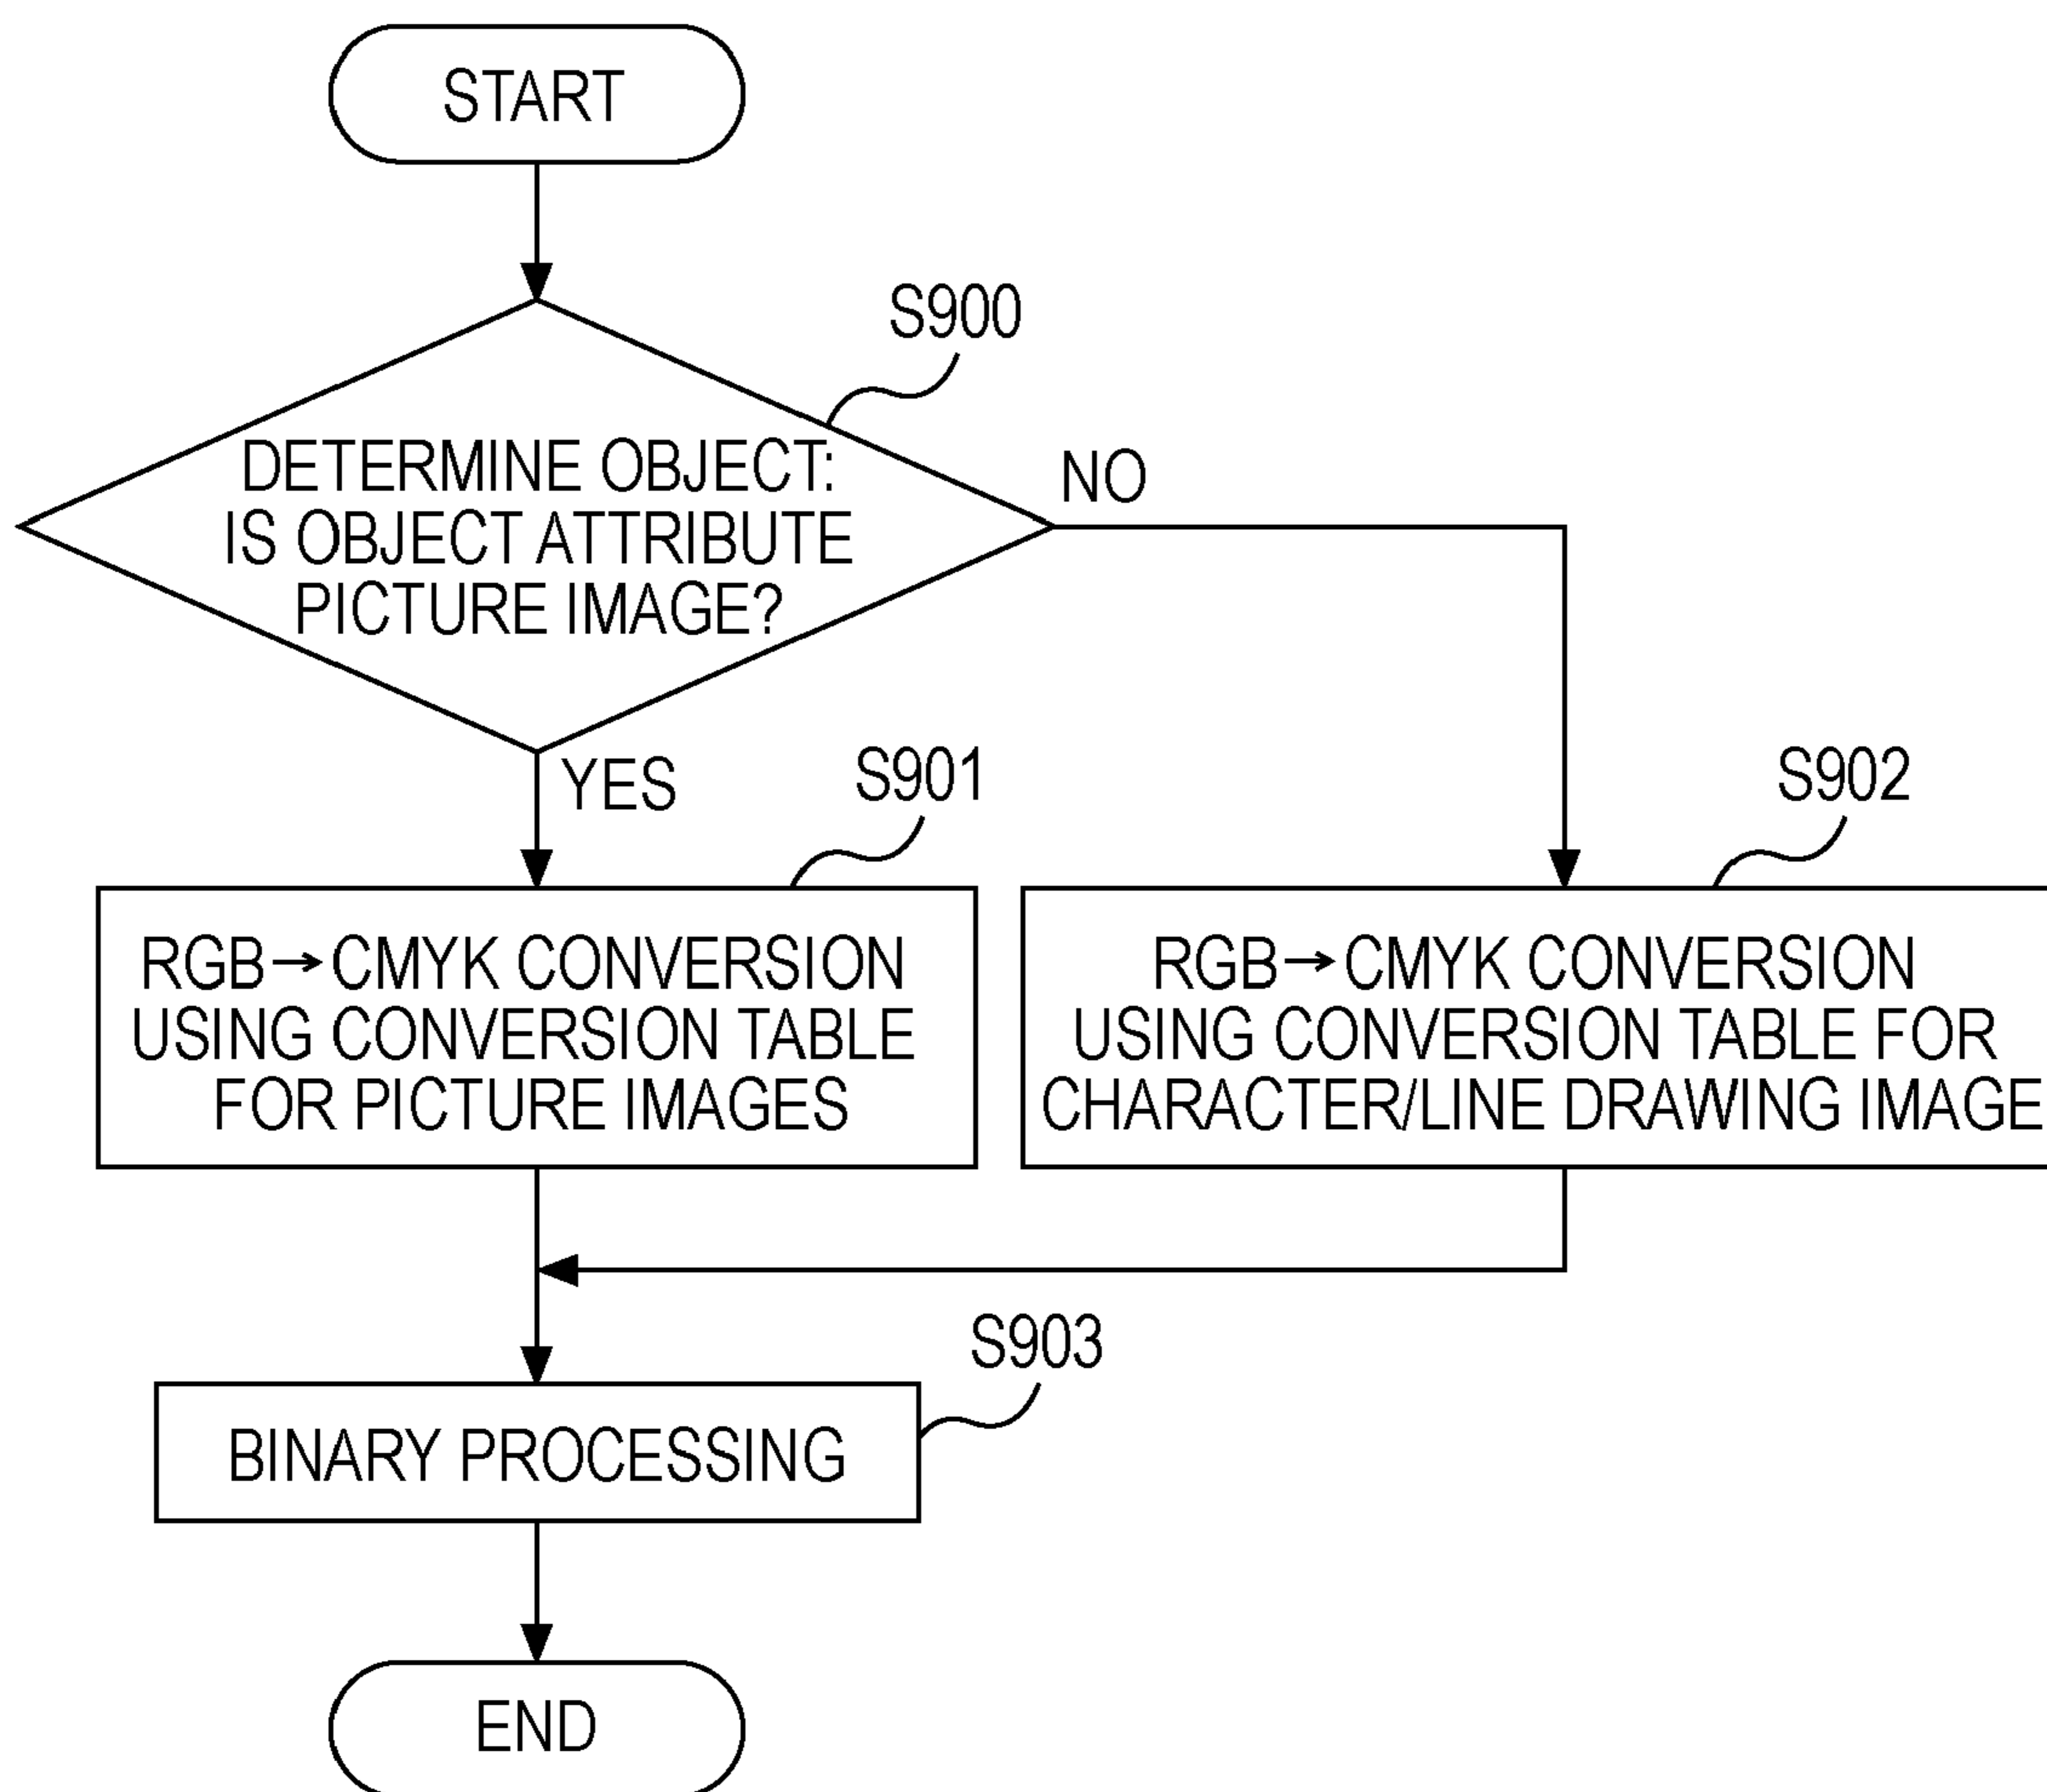 START
S900
DETERMINE OBJECT:
IS OBJECT ATTRIBUTE
PICTURE IMAGE?
NO
YES
S901
S902
RGB→CMYK CONVERSION
USING CONVERSION TABLE
FOR PICTURE IMAGES
RGB→CMYK CONVERSION
USING CONVERSION TABLE FOR
CHARACTER/LINE DRAWING IMAGE
S903
BINARY PROCESSING
END